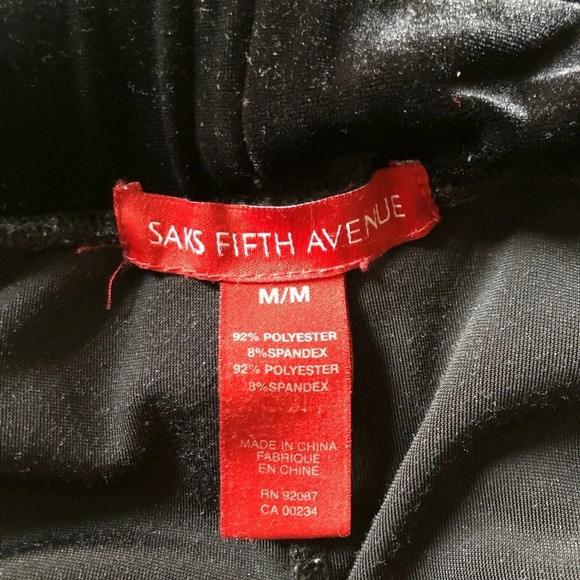 SAKS FIFTH AVENUE
M/M
92% POLYESTER
8%SPANDEX
92% POLYESTER
8%SPANDEX
MADE IN CHINA
FABRIQUÉ
EN CHINE
RN 92087
CA 00234